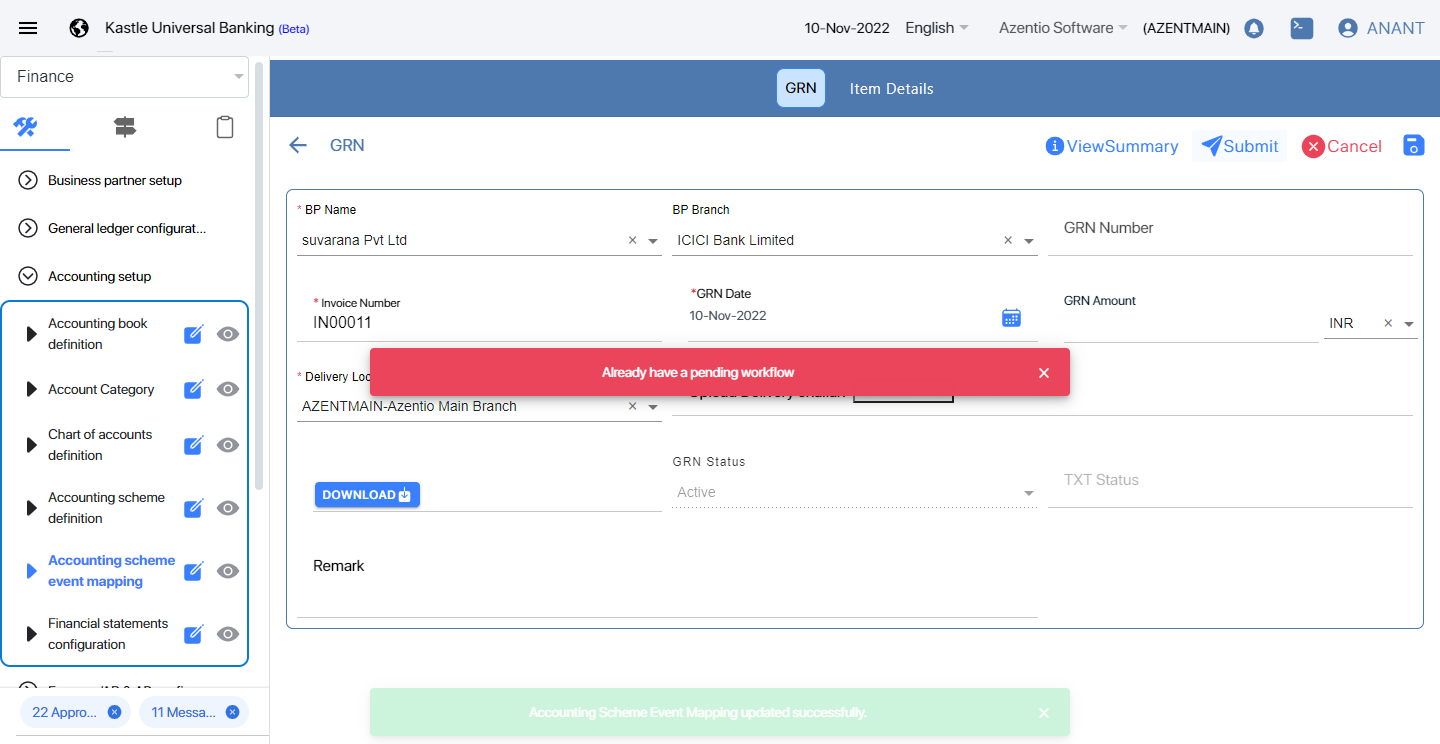 Kastle Universal Banking (Beta)
10-Nov-2022
English
Azentio Software
(AZENTMAIN)
ANANT
Finance
GRN
Item Details
GRN
ViewSummary
Submit
Cancel
Business partner setup
General ledger configurat...
Accounting setup
Accounting book
definition
Account Category
Chart of accounts
definition
Accounting scheme
definition
Accounting scheme
event mapping
Financial statements
configuration
22 Appro...
11 Messa...
* BP Name
suvarana Pvt Ltd
BP Branch
ICICI Bank Limited
GRN Number
* Invoice Number
IN00011
*GRN Date
10-Nov-2022
GRN Amount
INR
Already have a pending workflow
* Delivery Loc
AZENTMAIN-Azentio Main Branch
DOWNLOAD
GRN Status
Active
TXT Status
Remark
Accounting Scheme Event Mapping updated successfully.